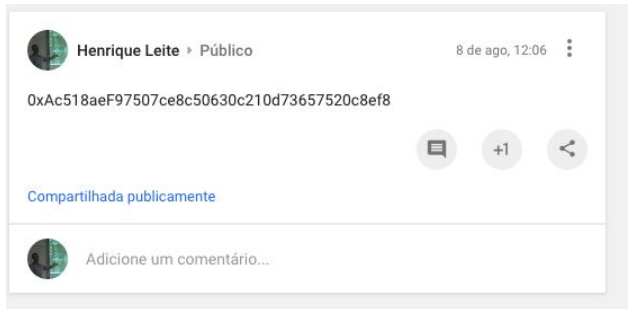 Henrique Leite ▸ Público 8 de ago, 12:06
0xAc518aeF97507ce8c50630c210d73657520c8ef8
+1
Compartilhada publicamente
Adicione um comentário...